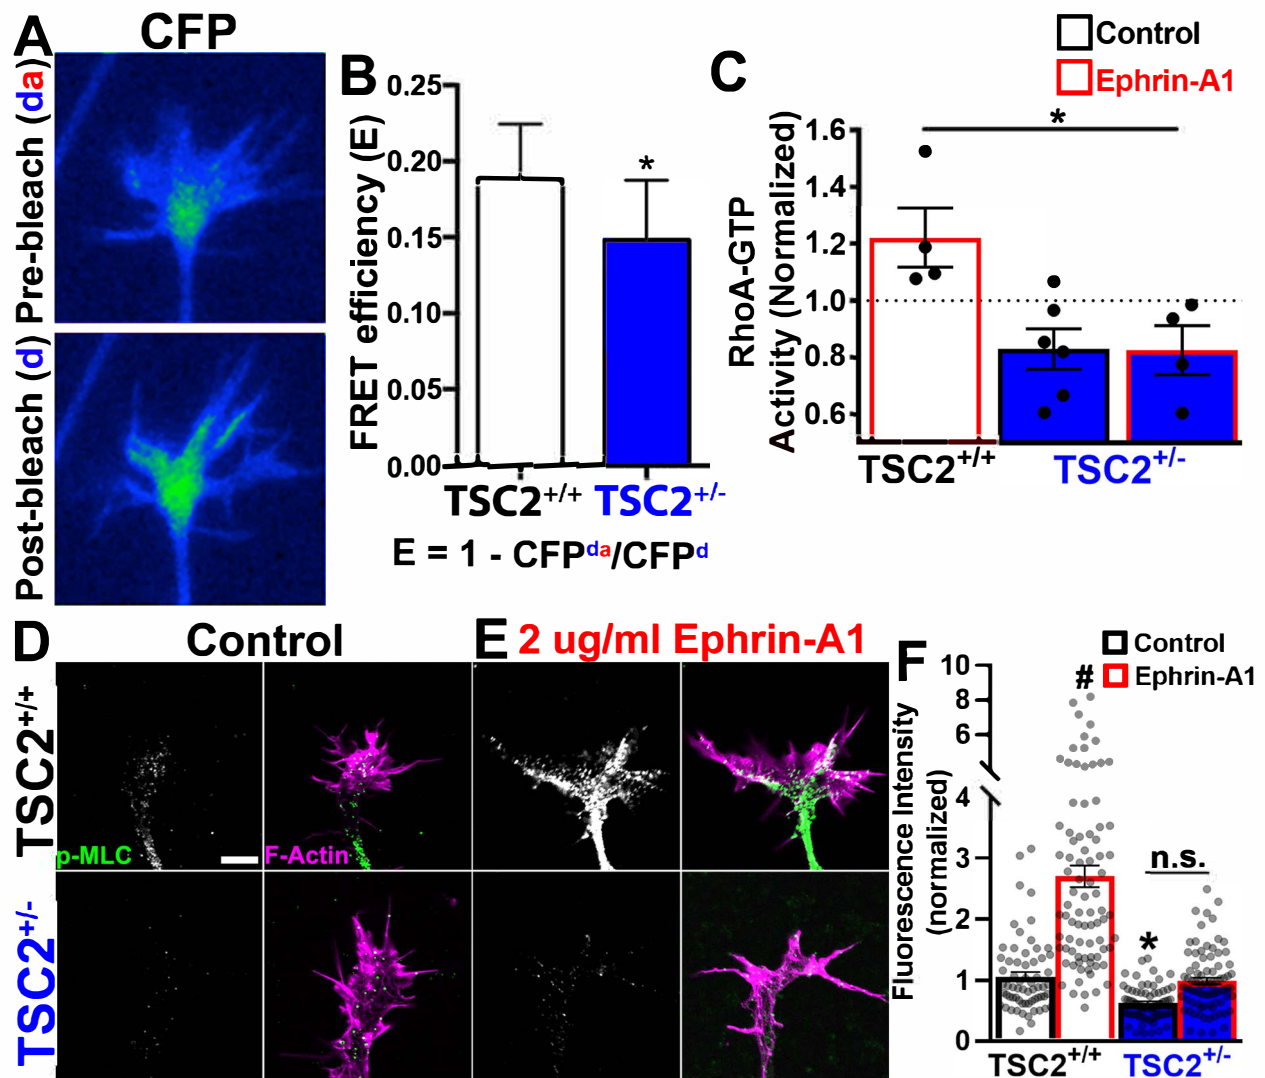 A
CFP
Pre-bleach (da)
Post-bleach (d)
B
FRET efficiency (E)
0.25
0.20
0.15
0.10
0.05
0.00
*
TSC2+/+
TSC2+/-
E = 1 - CFPda/CFPd
C
Control
Ephrin-A1
RhoA-GTP
Activity (Normalized)
1.6
1.4
1.2
1.0
0.8
0.6
*
TSC2+/+
TSC2+/-
D
Control
TSC2+/+
TSC2+/-
p-MLC
F-Actin
E
2 ug/ml Ephrin-A1
F
Control
Ephrin-A1
Fluorescence Intensity
(normalized)
10
8
6
4
3
2
1
0
#
*
n.s.
TSC2+/+
TSC2+/-